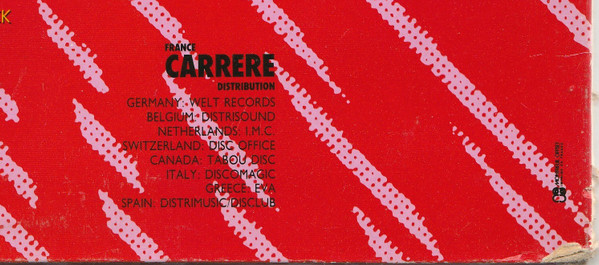 K
FRANCE
CARRERE
DISTRIBUTION
GERMANY: WELT RECORDS
BELGIUM: DISTRISOUND
NETHERLANDS: I.M.C.
SWITZERLAND: DISC OFFICE
CANADA: TABOU DISC
ITALY: DISCOMAGIC
GREECE: EVA
SPAIN: DISTRIMUSIC/DISCLUB